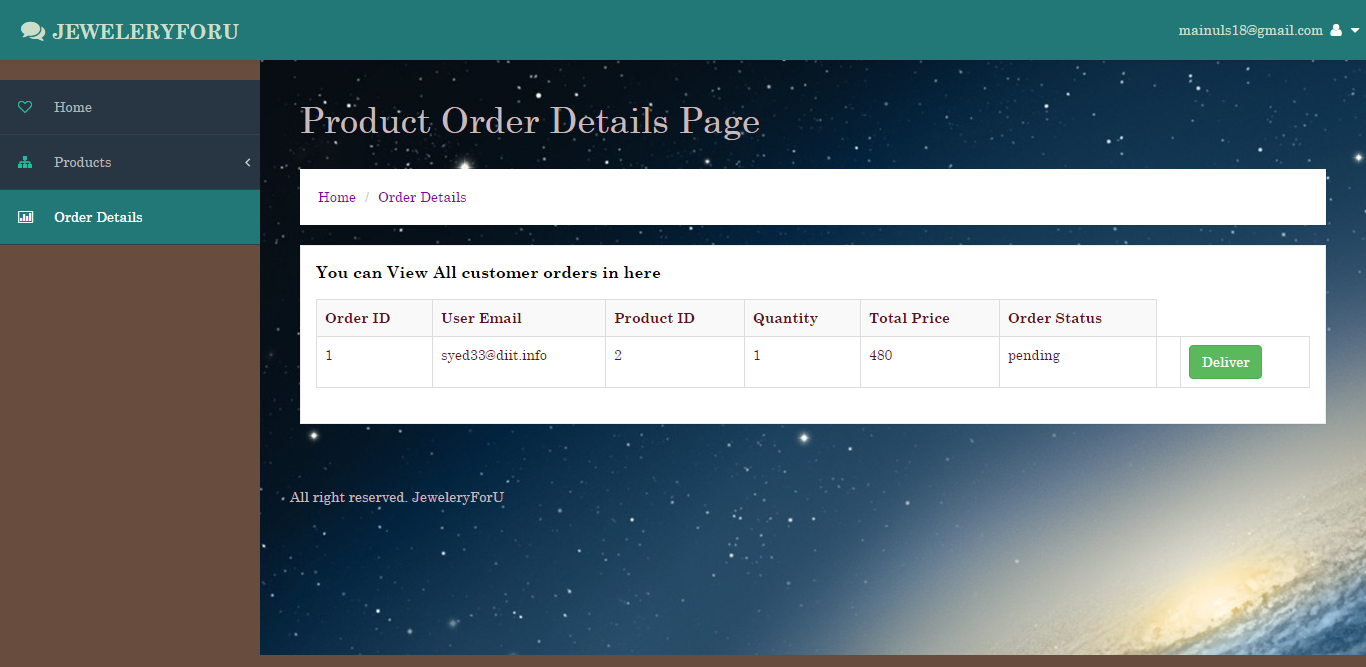 JEWELERYFORU
mainuls18@gmail.com
Home
Products
Order Details
Product Order Details Page
Home / Order Details
You can View All customer orders in here
Order ID User Email Product ID Quantity Total Price Order Status
1 syed33@diit.info 2 1 480 pending Deliver
All right reserved. JeweleryForU